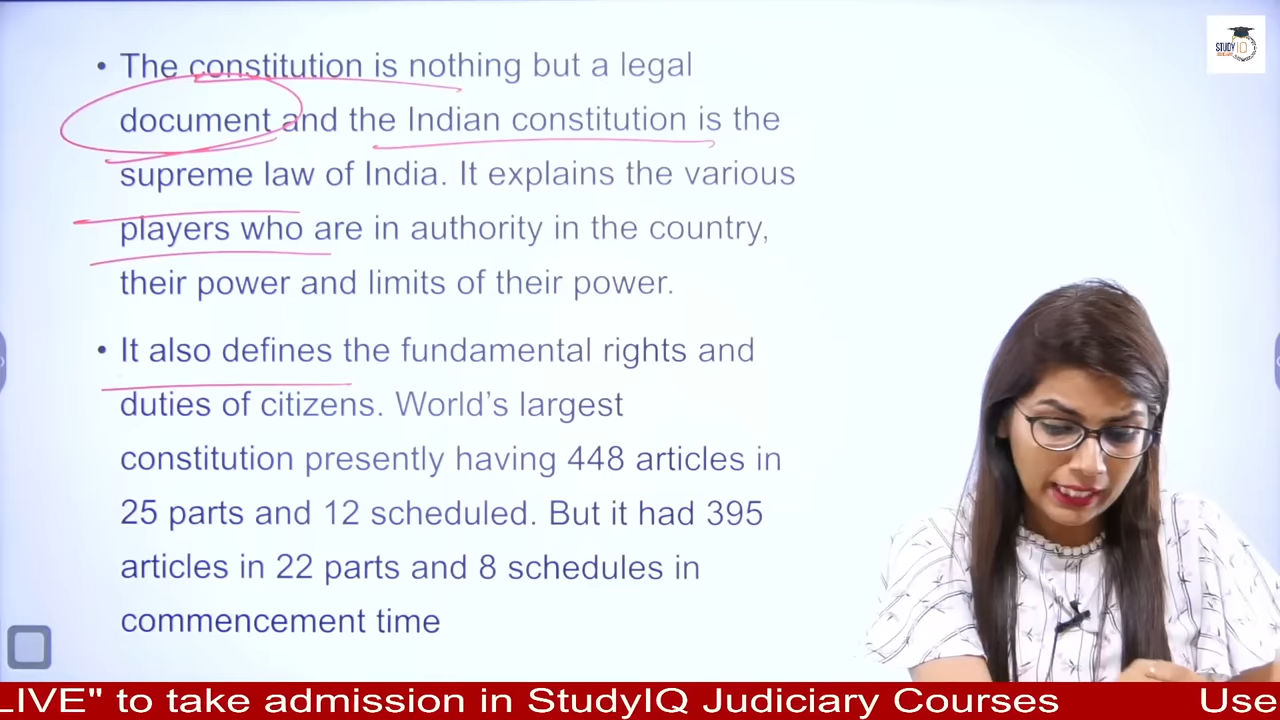 • The constitution is nothing but a legal
document and the Indian constitution is the
supreme law of India. It explains the various
players who are in authority in the country,
their power and limits of their power.
• It also defines the fundamental rights and
duties of citizens. World's largest
constitution presently having 448 articles in
25 parts and 12 scheduled. But it had 395
articles in 22 parts and 8 schedules in
commencement time
STUDY IQ
LIVE" to take admission in StudyIQ Judiciary Courses Use